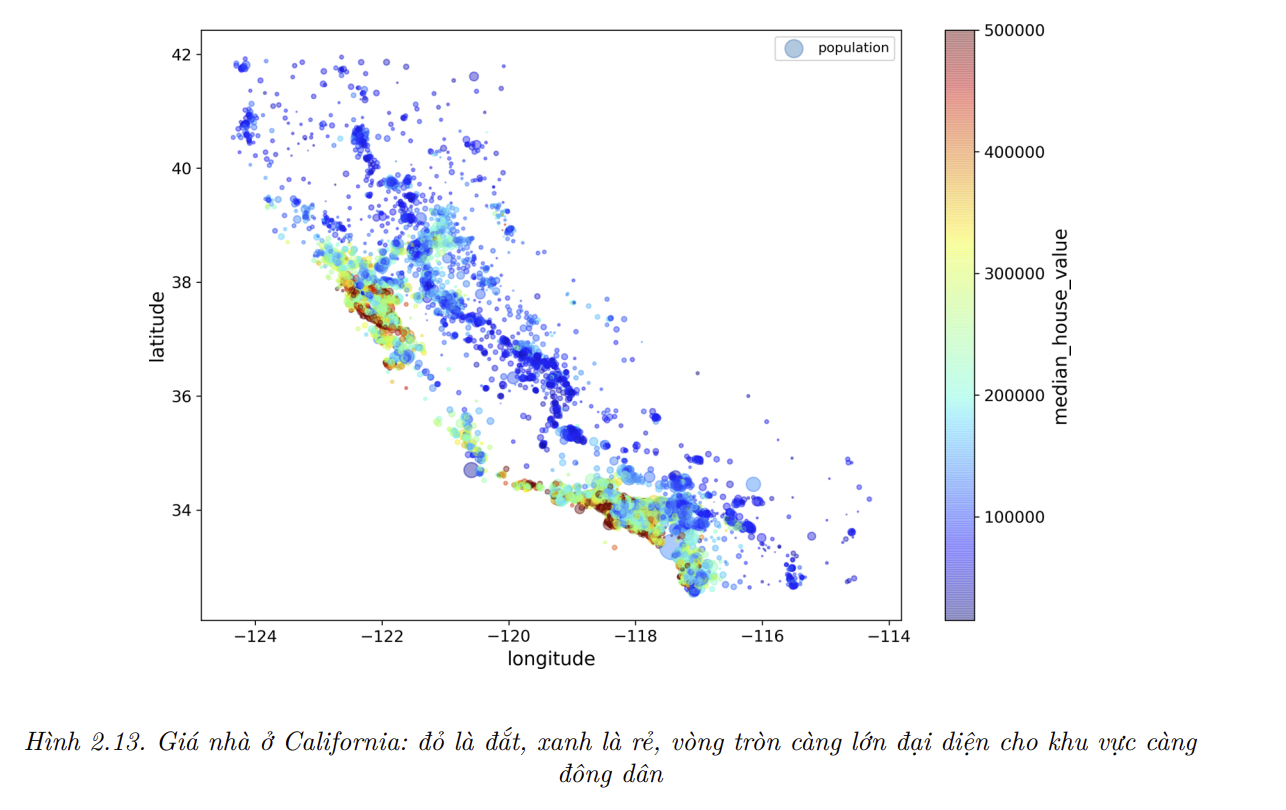 population
42
40
38
36
34
latitude
−124
−122
−120
−118
−116
−114
longitude
500000
400000
300000
200000
100000
median_house_value
Hình 2.13. Giá nhà ở California: đỏ là đắt, xanh là rẻ, vòng tròn càng lớn đại diện cho khu vực càng
đông dân